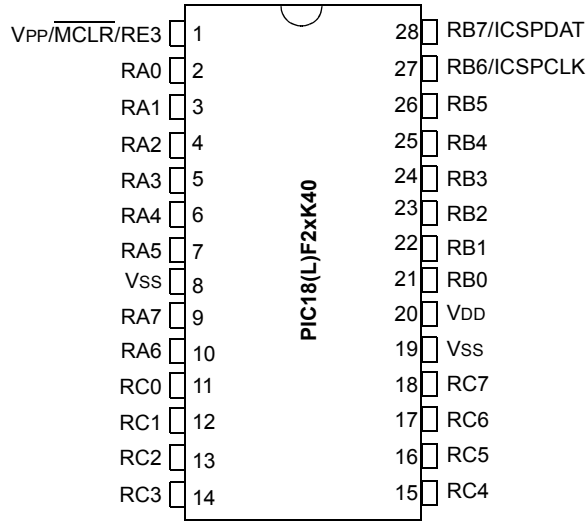 VPP/MCLR/RE3 1 28 RB7/ICSPDAT
RA0 2 27 RB6/ICSPCLK
RA1 3 26 RB5
RA2 4 25 RB4
RA3 5 24 RB3
RA4 6 23 RB2
RA5 7 22 RB1
VSS 8 21 RB0
RA7 9 20 VDD
RA6 10 19 VSS
RC0 11 18 RC7
RC1 12 17 RC6
RC2 13 16 RC5
RC3 14 15 RC4
PIC18(L)F2xK40